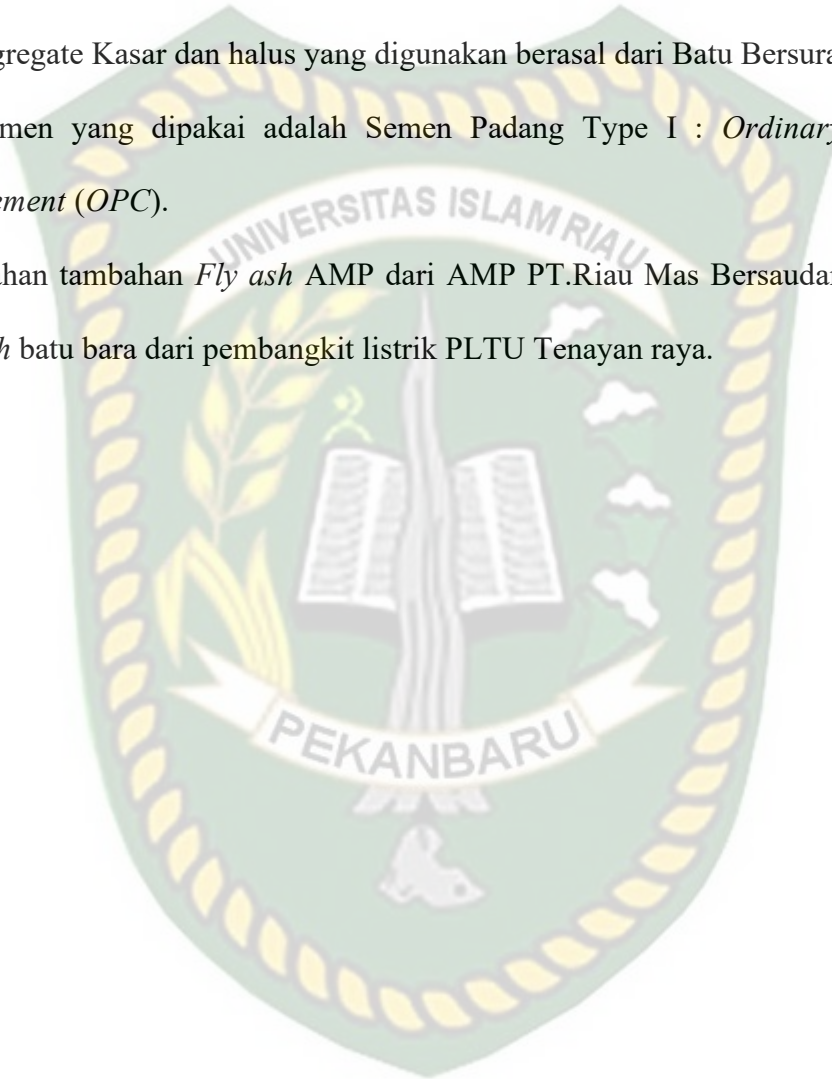 gregate Kasar dan halus yang digunakan berasal dari Batu Bersura
men yang dipakai adalah Semen Padang Type I : Ordinary
ement (OPC).
han tambahan Fly ash AMP dari AMP PT.Riau Mas Bersaudar
h batu bara dari pembangkit listrik PLTU Tenayan raya.
UNIVERSITAS ISLAM RIAU
PEKANBARU